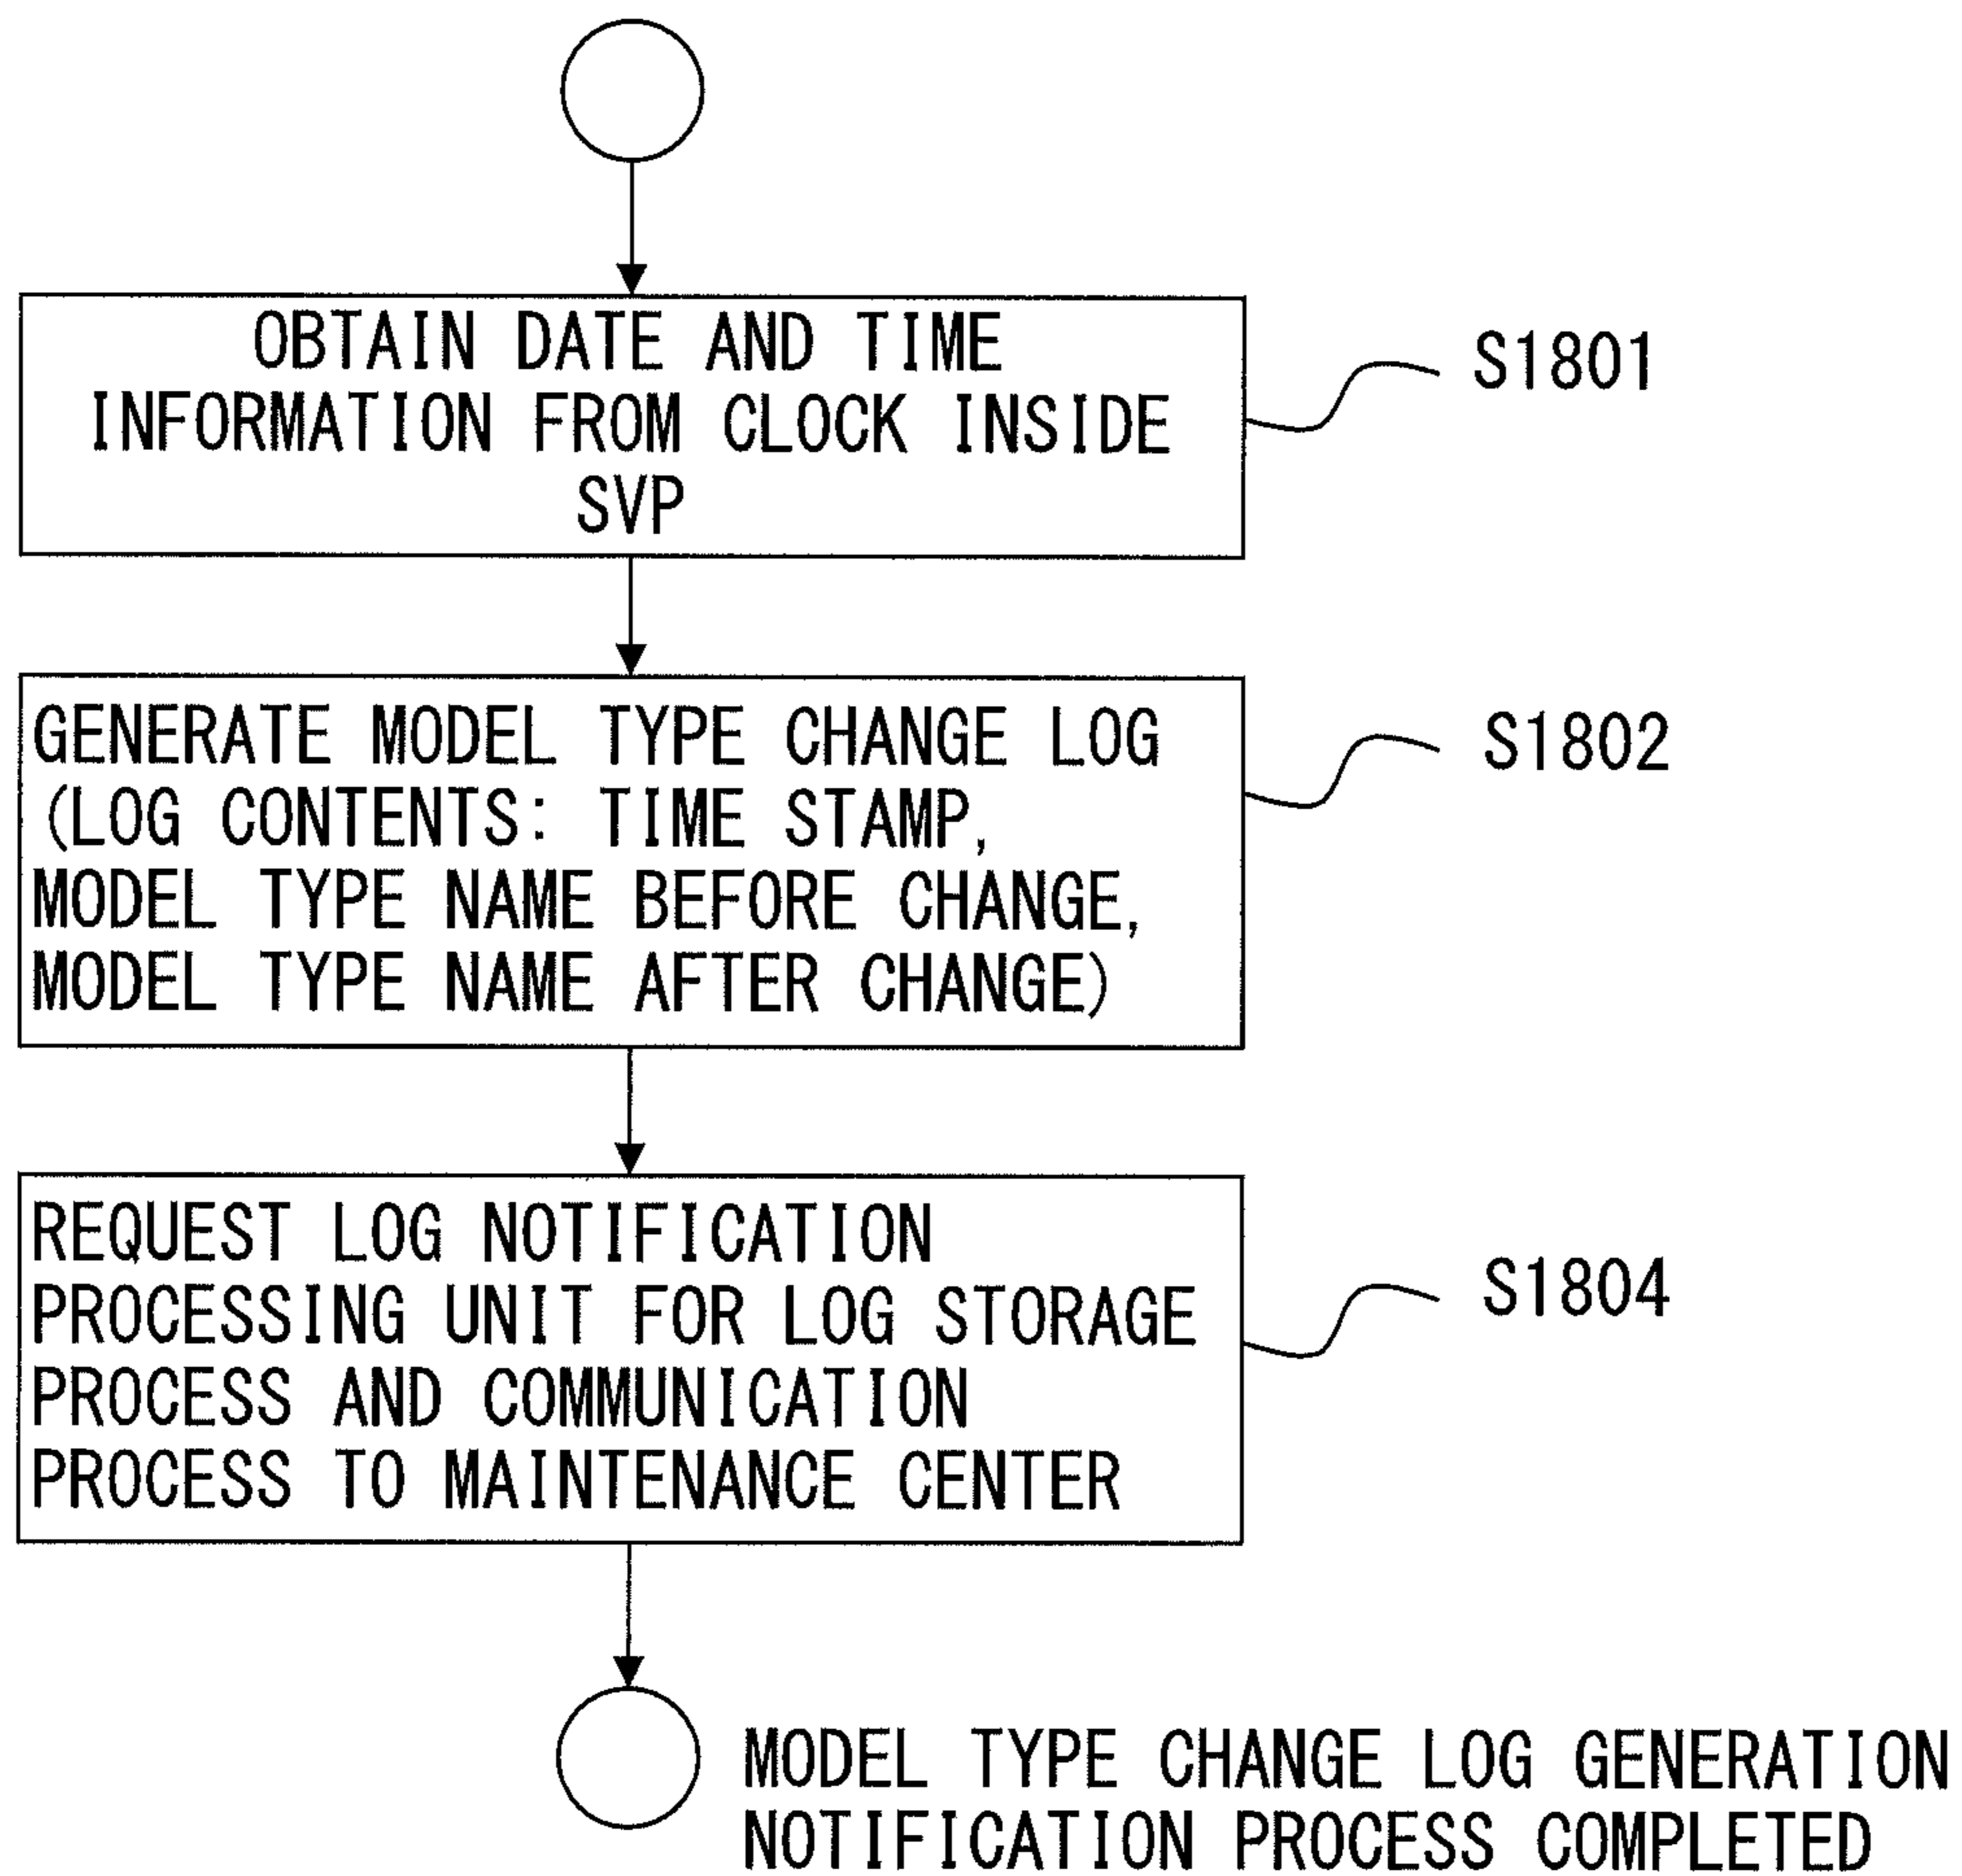 OBTAIN DATE AND TIME
INFORMATION FROM CLOCK INSIDE
SVP
S1801
GENERATE MODEL TYPE CHANGE LOG
(LOG CONTENTS: TIME STAMP,
MODEL TYPE NAME BEFORE CHANGE,
MODEL TYPE NAME AFTER CHANGE)
S1802
REQUEST LOG NOTIFICATION
PROCESSING UNIT FOR LOG STORAGE
PROCESS AND COMMUNICATION
PROCESS TO MAINTENANCE CENTER
S1804
MODEL TYPE CHANGE LOG GENERATION
NOTIFICATION PROCESS COMPLETED